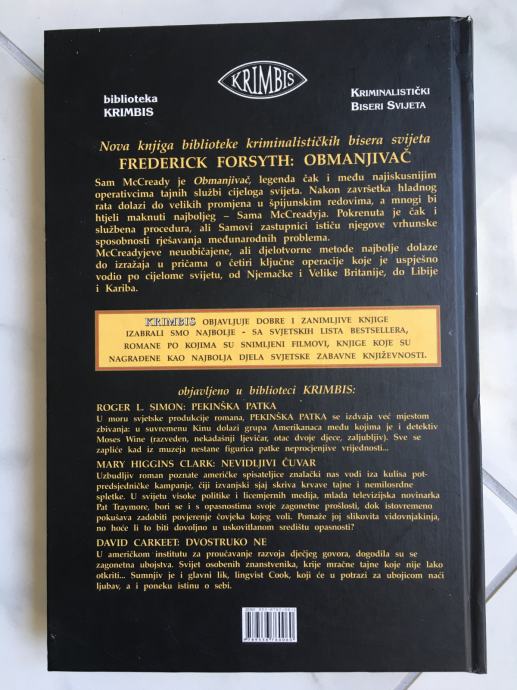 KRIMBIS
biblioteka
KRIMBIS
KRIMINALISTIČKI
BISERI SVIJETA
Nova knjiga biblioteke kriminalističkih bisera svijeta
FREDERICK FORSYTH: OBMANJIVAČ
Sam McCready je Obmanjivač, legenda čak i među najiskusnijim
operativcima tajnih službi cijeloga svijeta. Nakon završetka hladnog
rata dolazi do velikih promjena u špijunskim redovima, a mnogi bi
htjeli maknuti najboljeg – Sama McCreadyja. Pokrenuta je čak i
službena procedura, ali Samovi zastupnici ističu njegove vrhunske
sposobnosti rješavanja međunarodnih problema.
McCreadyjeve neuobičajene, ali djelotvorne metode najbolje dolaze
do izražaja u pričama o četiri ključne operacije koje je uspješno
vodio po cijelome svijetu, od Njemačke i Velike Britanije, do Libije
i Kariba.
KRIMBIS OBJAVLJUJE DOBRE I ZANIMLJIVE KNJIGE
IZABRALI SMO NAJBOLJE - SA SVJETSKIH LISTA BESTSELLERA,
ROMANE PO KOJIMA SU SNIMLJENI FILMOVI, KNJIGE KOJE SU
NAGRAĐENE KAO NAJBOLJA DJELA SVJETSKE ZABAVNE KNJIŽEVNOSTI.
objavljeno u biblioteci KRIMBIS:
ROGER L. SIMON: PEKINŠKA PATKA
U moru svjetske produkcije romana, PEKINŠKA PATKA se izdvaja već mjestom
zbivanja: u suvremenu Kinu dolazi grupa Amerikanaca među kojima je i detektiv
Moses Wine (razveden, nekadašnji ljevičar, otac dvoje djece, zaljubljiv). Sve se
zapliće kad iz muzeja nestane figurica patke neprocjenjive vrijednosti...
MARY HIGGINS CLARK: NEVIDLJIVI ČUVAR
Uzbudljiv roman poznate američke spisateljice znalački nas vodi iza kulisa pot-
predsjedničke kampanje, čiji izvanjski sjaj skriva krvave tajne i nemilosrdne
spletke. U svijetu visoke politike i licemjernih medija, mlada televizijska novinarka
Pat Traymore, bori se i s opasnostima svoje zagonetne prošlosti, dok istovremeno
pokušava zadobiti povjerenje čovjeka kojeg voli. Pomaže joj slikarica vidovnjakinja,
no hoće li to biti dovoljno u uskovitlanom središtu opasnosti?
DAVID CARKEET: DVOSTRUKO NE
U američkom institutu za proučavanje razvoja dječjeg govora, dogodila su se
zagonetna ubojstva. Svijet osobenih znanstvenika, krije mračne tajne koje nije lako
otkriti... Sumnjiv je i glavni lik, lingvist Cook, koji će u potrazi za ubojicom naći
ljubav, a i poneku istinu o sebi.